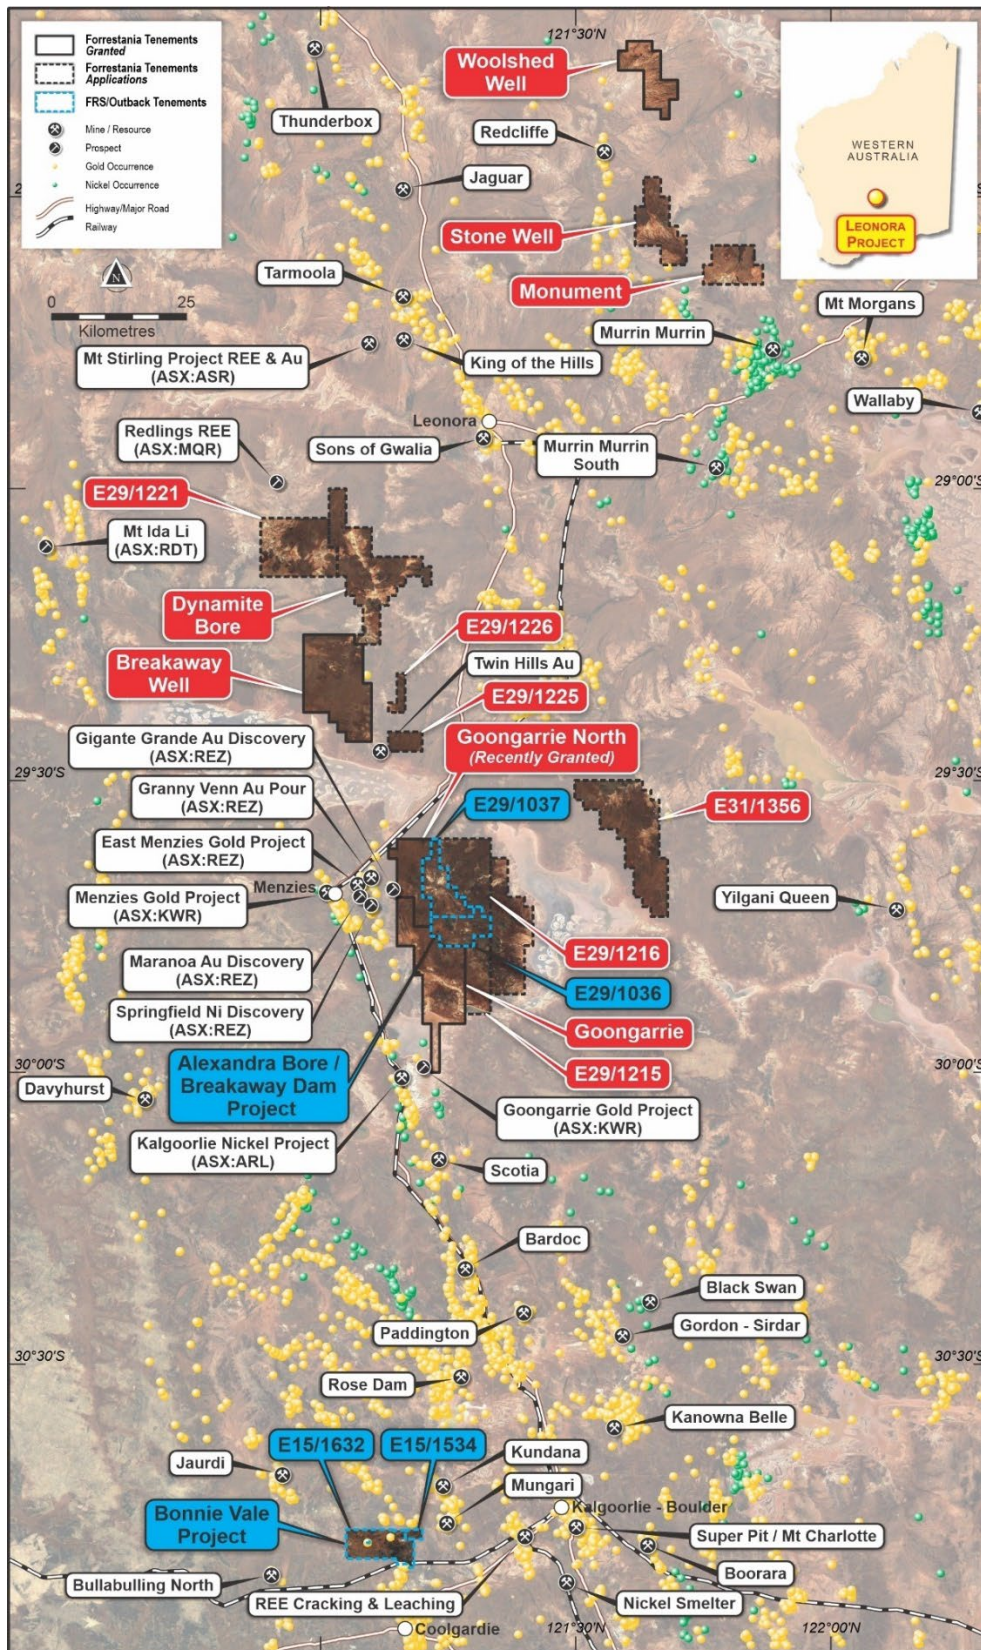 Forrestania Tenements
Granted
Forrestania Tenements
Applications
FRS/Outback Tenements
Mine / Resource
Prospect
Gold Occurrence
Nickel Occurrence
Highway/Major Road
Railway
N
0
25
Kilometres
121°30'N
WESTERN
AUSTRALIA
LEONORA
PROJECT
Woolshed
Well
Thunderbox
Redcliffe
Jaguar
Stone Well
Tarmoola
Monument
Mt Morgans
Murrin Murrin
Mt Stirling Project REE & Au
(ASX:ASR)
King of the Hills
Wallaby
Leonora
Redlings REE
(ASX:MQR)
Sons of Gwalia
Murrin Murrin
South
29°00'S
E29/1221
Mt Ida Li
(ASX:RDT)
Dynamite
Bore
E29/1226
Breakaway
Well
Twin Hills Au
E29/1225
Gigante Grande Au Discovery
(ASX:REZ)
Goongarrie North
(Recently Granted)
29°30'S
29°30'S
Granny Venn Au Pour
(ASX:REZ)
E29/1037
E31/1356
East Menzies Gold Project
(ASX:REZ)
Menzies
Menzies Gold Project
(ASX:KWR)
Yilgani Queen
Maranoa Au Discovery
(ASX:REZ)
E29/1216
E29/1036
Springfield Ni Discovery
(ASX:REZ)
Goongarrie
Alexandra Bore /
Breakaway Dam
Project
E29/1215
30°00'S
30°00'S
Davyhurst
Goongarrie Gold Project
(ASX:KWR)
Kalgoorlie Nickel Project
(ASX:ARL)
Scotia
Bardoc
Black Swan
Paddington
Gordon - Sirdar
30°30'S
30°30'S
Rose Dam
Kanowna Belle
E15/1632
E15/1534
Kundana
Jaurdi
Mungari
Bonnie Vale
Project
Kalgoorlie - Boulder
Super Pit / Mt Charlotte
Boorara
Bullabulling North
REE Cracking & Leaching
Nickel Smelter
Coolgardie
121°30'N
122°00'N